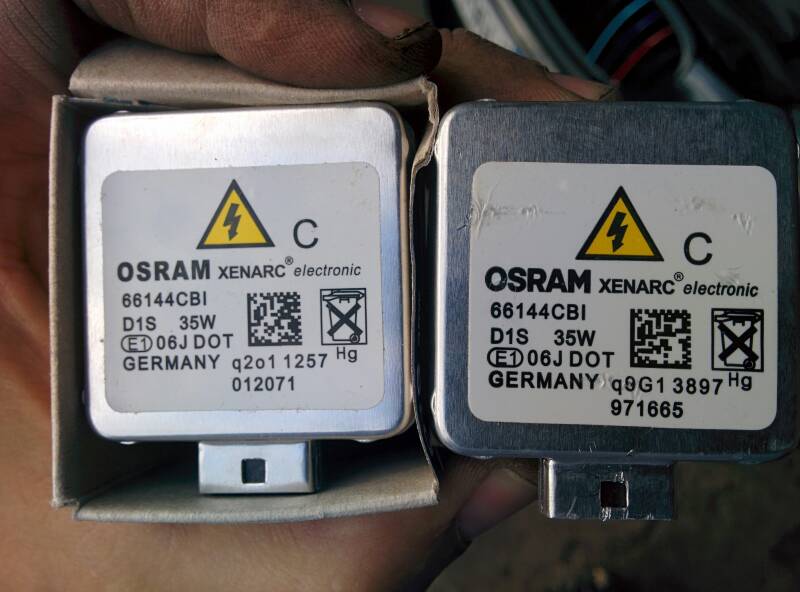 C
OSRAM XENARC® electronic
66144CBI
D1S 35W
E1 06J DOT
GERMANY q2o1 1257
012071
Hg
C
OSRAM XENARC® electronic
66144CBI
D1S 35W
E1 06J DOT
GERMANY q9G1 3897
971665
Hg